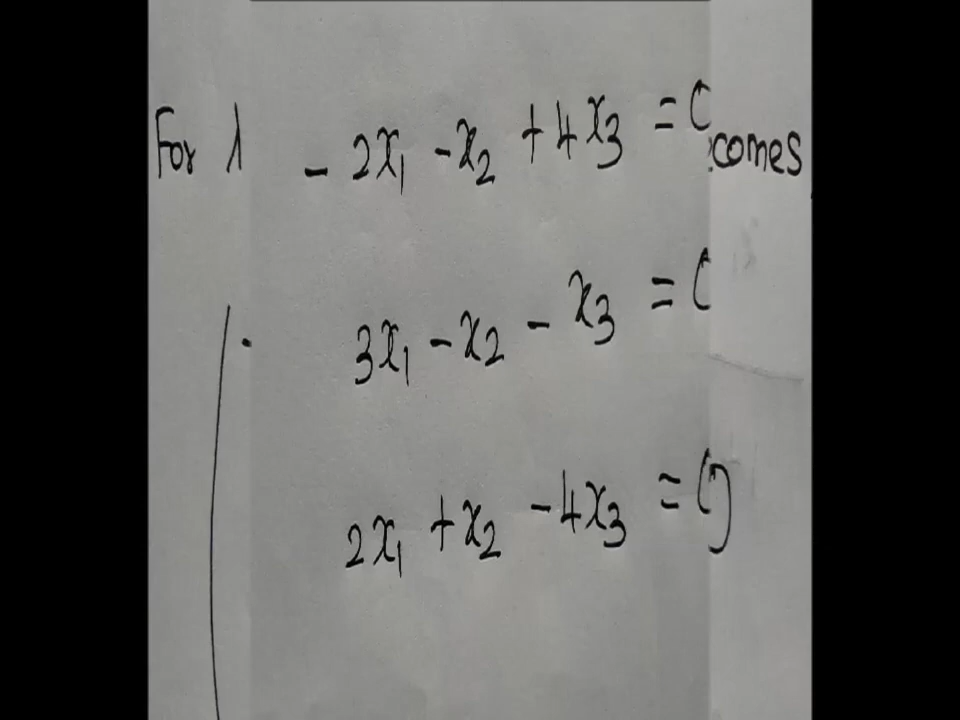 For λ - 2x₁ - x₂ + 4x₃ = 0 comes
3x₁ - x₂ - x₃ = 0
2x₁ + x₂ - 4x₃ = 0